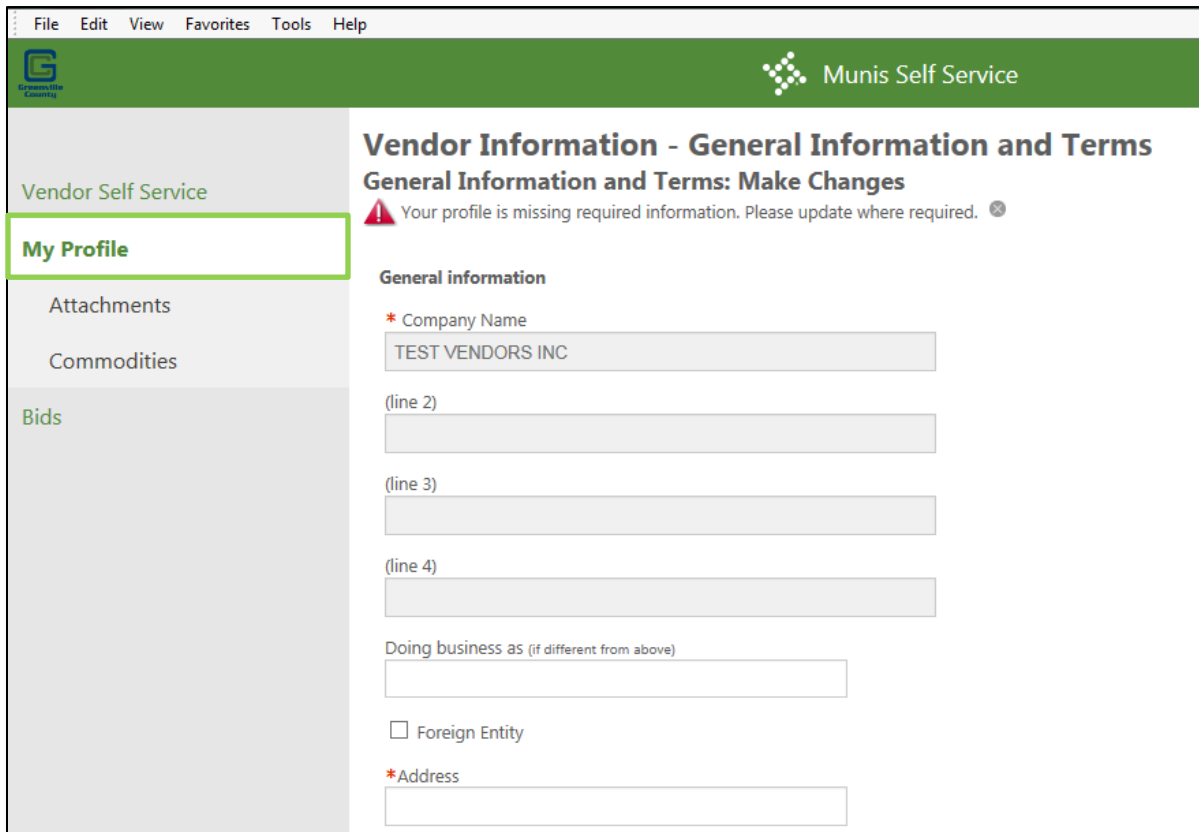 File Edit View Favorites Tools Help
G
Greenville
County
Munis Self Service
Vendor Self Service
My Profile
Attachments
Commodities
Bids
Vendor Information - General Information and Terms
General Information and Terms: Make Changes
Your profile is missing required information. Please update where required.
General information
* Company Name
TEST VENDORS INC
(line 2)
(line 3)
(line 4)
Doing business as (if different from above)
Foreign Entity
*Address